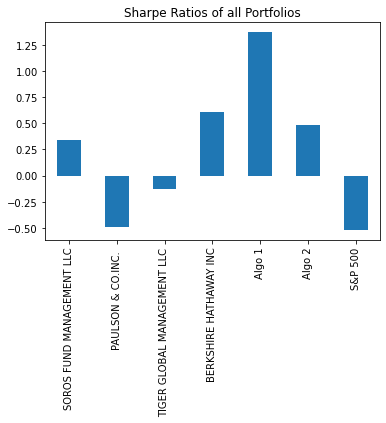 Sharpe Ratios of all Portfolios
1.25
1.00
0.75
0.50
0.25
0.00
−0.25
−0.50
SOROS FUND MANAGEMENT LLC
PAULSON & CO.INC.
TIGER GLOBAL MANAGEMENT LLC
BERKSHIRE HATHAWAY INC
Algo 1
Algo 2
S&P 500